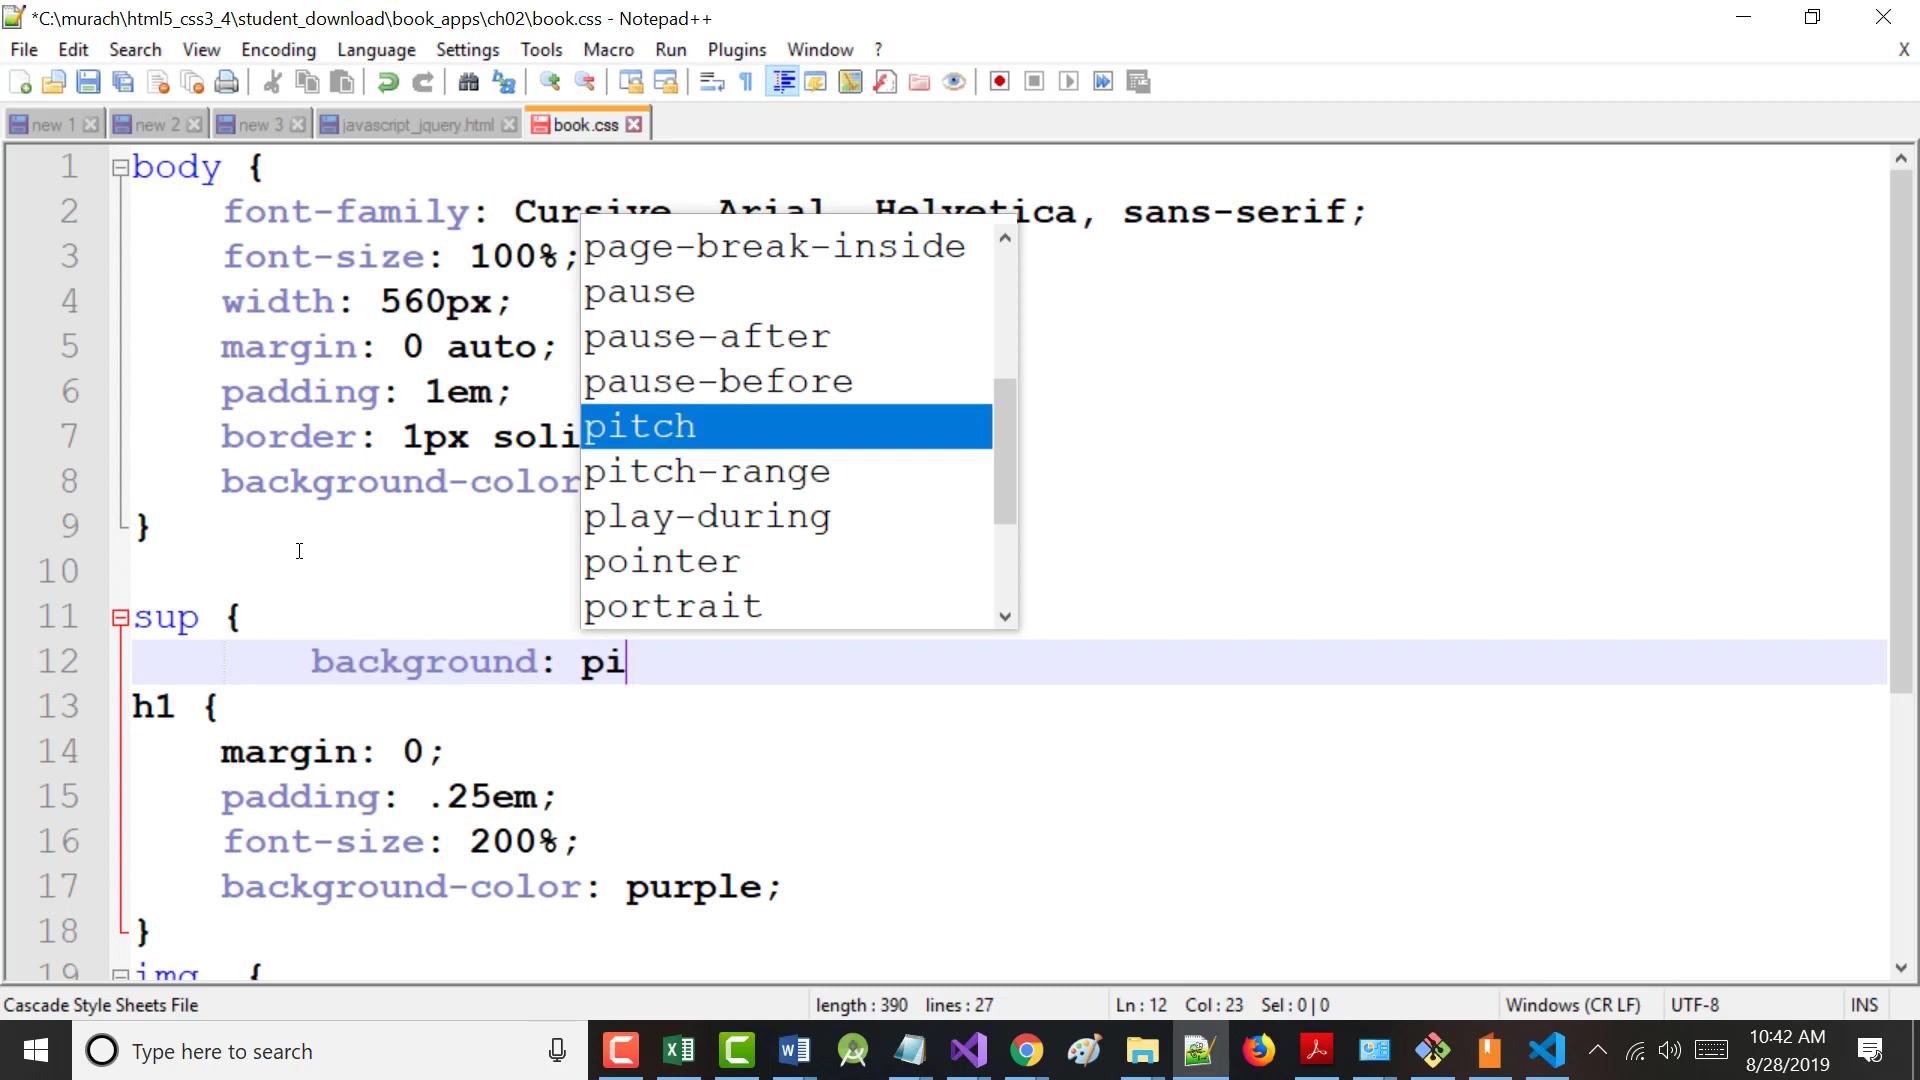 *C:\murach\html5_css3_4\student_download\book_apps\ch02\book.css - Notepad++
File Edit Search View Encoding Language Settings Tools Macro Run Plugins Window ? X
new 1 new 2 new 3 javascript_jquery.html book.css
1 body {
2 font-family: Cursive, Arial, Helvetica, sans-serif;
3 font-size: 100%;
4 width: 560px;
5 margin: 0 auto;
6 padding: 1em;
7 border: 1px soli
8 background-color
9 }
10
11 sup {
12 background: pi
page-break-inside
pause
pause-after
pause-before
pitch
pitch-range
play-during
pointer
portrait
13 h1 {
14 margin: 0;
15 padding: .25em;
16 font-size: 200%;
17 background-color: purple;
18 }
19 img {
Cascade Style Sheets File length : 390 lines : 27 Ln : 12 Col : 23 Sel : 0 | 0 Windows (CR LF) UTF-8 INS
Type here to search
10:42 AM
8/28/2019